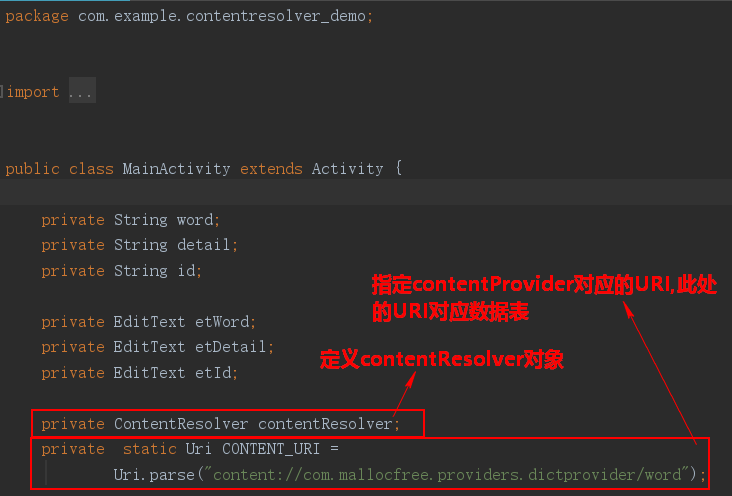 package com.example.contentresolver_demo;
import ...
public class MainActivity extends Activity {
private String word;
private String detail;
private String id;
指定contentProvider对应的URI,此处
的URI对应数据表
private EditText etWord;
private EditText etDetail;
定义contentResolver对象
private EditText etId;
private ContentResolver contentResolver;
private  static Uri CONTENT_URI =
Uri.parse("content://com.mallocfree.providers.dictprovider/word");